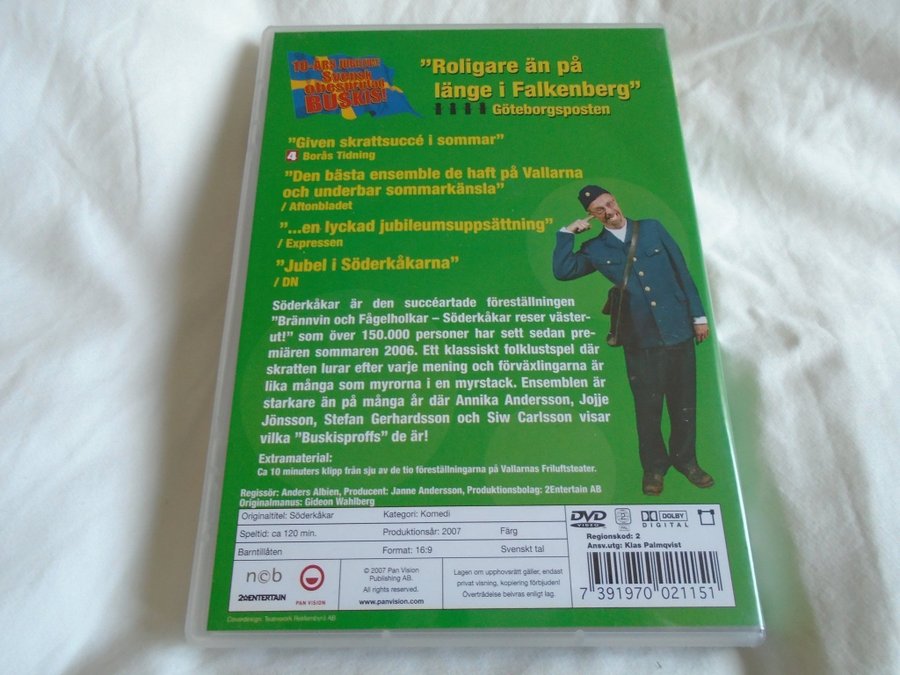 10-ÅRS JUBILEUM!
Svensk
obesprutad
BUSKIS!
"Roligare än på
länge i Falkenberg"
Göteborgsposten
"Given skrattsuccé i sommar"
4 Borås Tidning
"Den bästa ensemble de haft på Vallarna
och underbar sommarkänsla"
/ Aftonbladet
"...en lyckad jubileumsuppsättning"
/ Expressen
"Jubel i Söderkåkarna"
/ DN
Söderkåkar är den succéartade föreställningen
"Brännvin och Fågelholkar – Söderkåkar reser väster-
ut!" som över 150.000 personer har sett sedan pre-
miären sommaren 2006. Ett klassiskt folklustspel där
skratten lurar efter varje mening och förväxlingarna är
lika många som myrorna i en myrstack. Ensemblen är
starkare än på många år där Annika Andersson, Jojje
Jönsson, Stefan Gerhardsson och Siw Carlsson visar
vilka "Buskisproffs" de är!
Extramaterial:
Ca 10 minuters klipp från sju av de tio föreställningarna på Vallarnas Friluftsteater.
Regissör: Anders Albien, Producent: Janne Andersson, Produktionsbolag: 2Entertain AB
Originalmanus: Gideon Wahlberg
Originaltitel: Söderkåkar
Kategori: Komedi
Speltid: ca 120 min.
Produktionsår: 2007
Färg
Barntillåten
Format: 16:9
Svenskt tal
DVD
VIDEO
2
DOLBY
DIGITAL
Regionskod: 2
Ansv.utg: Klas Palmqvist
ncb
2ENTERTAIN
PAN VISION
© 2007 Pan Vision
Publishing AB.
All rights reserved.
www.panvision.com
Lagen om upphovsrätt gäller, endast
privat visning, kopiering förbjuden!
Överträdelse beivras enligt lag.
7 391970 021151
Coverdesign: Teamwork Reklambyrå AB